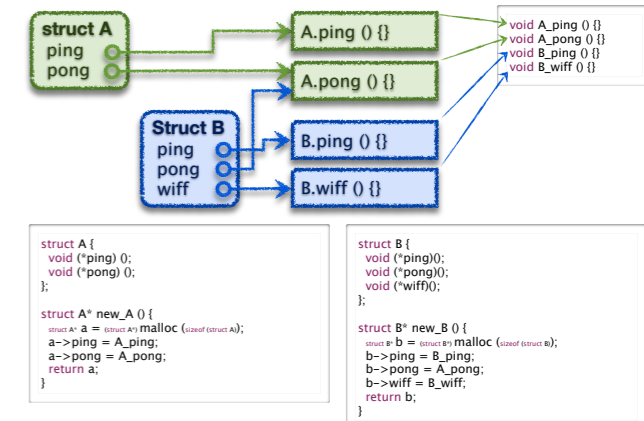 struct A
ping
pong
A.ping () {}
A.pong () {}
void A_ping () {}
void A_pong () {}
void B_ping () {}
void B_wiff () {}
Struct B
ping
pong
wiff
B.ping () {}
B.wiff () {}
struct A {
void (*ping) ();
void (*pong) ();
};
struct A* new_A () {
struct A* a = (struct A*) malloc (sizeof (struct A));
a->ping = A_ping;
a->pong = A_pong;
return a;
}
struct B {
void (*ping)();
void (*pong)();
void (*wiff)();
};
struct B* new_B () {
struct B* b = (struct B*) malloc (sizeof (struct B));
b->ping = B_ping;
b->pong = A_pong;
b->wiff = B_wiff;
return b;
}